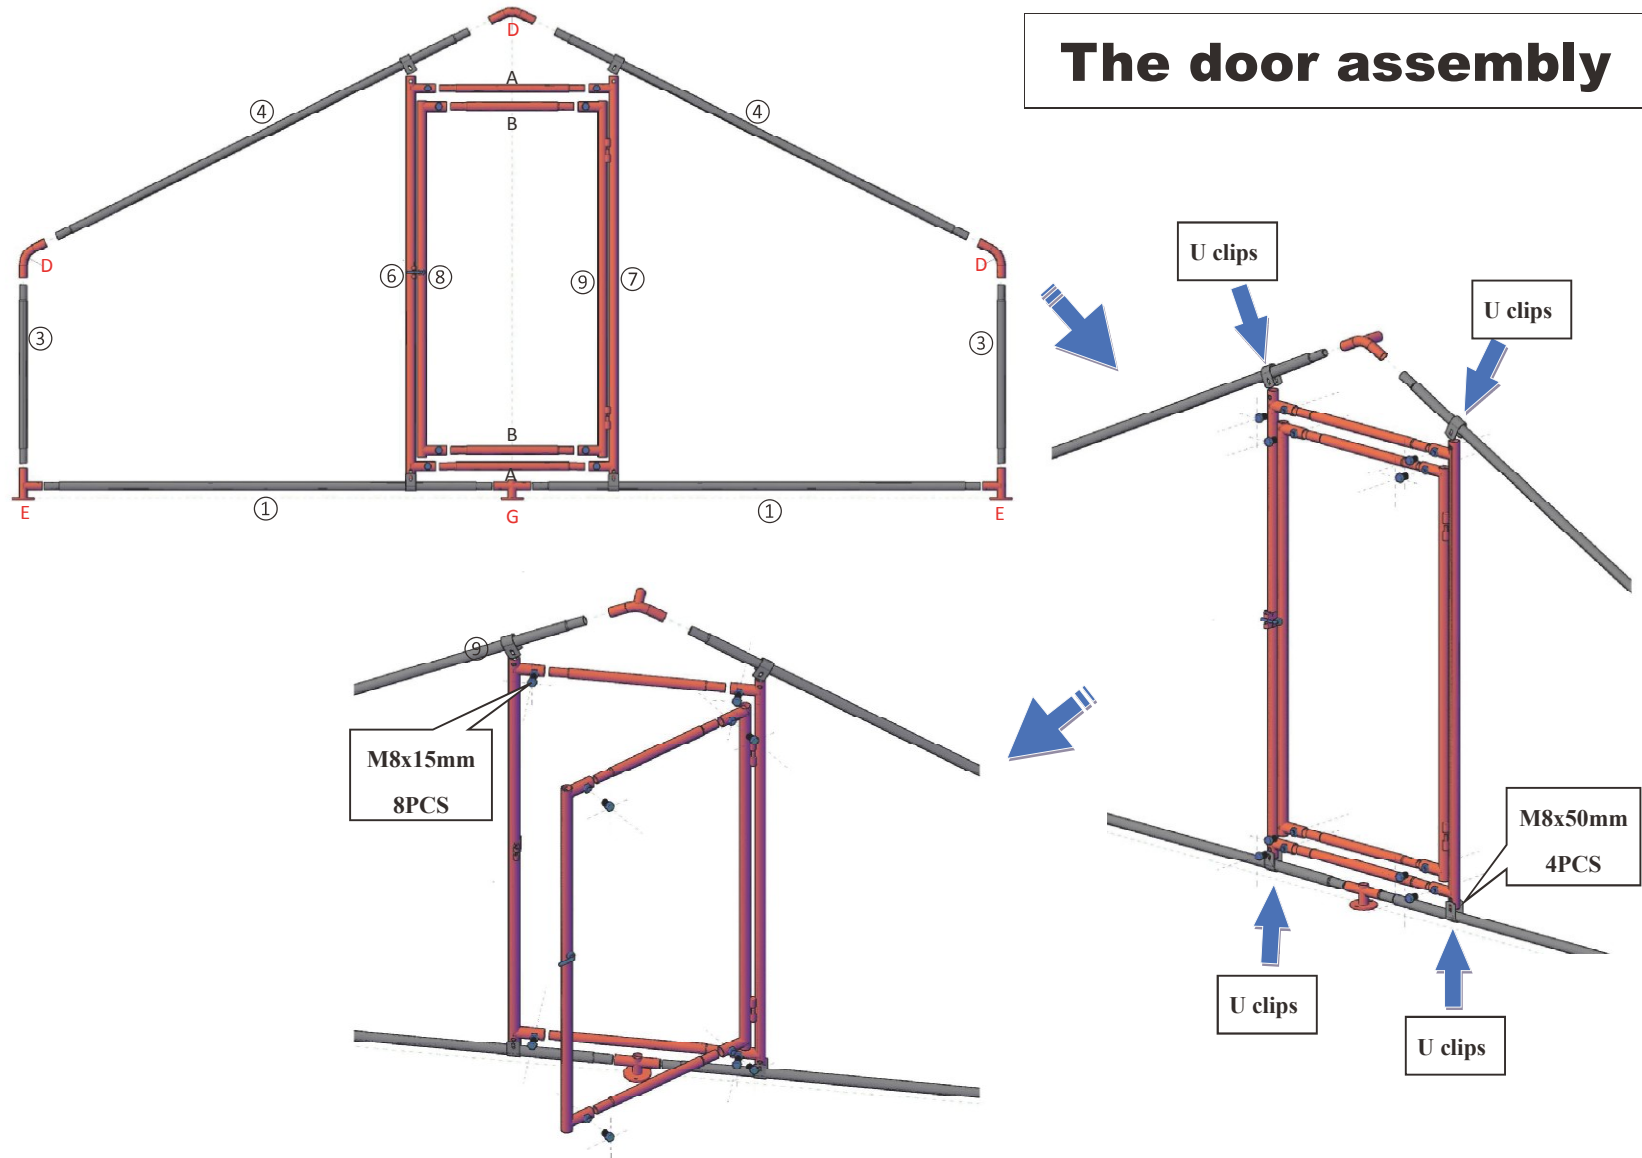 The door assembly
D
A
④
④
B
D
⑥
⑧
⑨
⑦
D
③
③
B
A
E
①
G
①
E
U clips
U clips
⑨
M8x15mm
8PCS
M8x50mm
4PCS
U clips
U clips